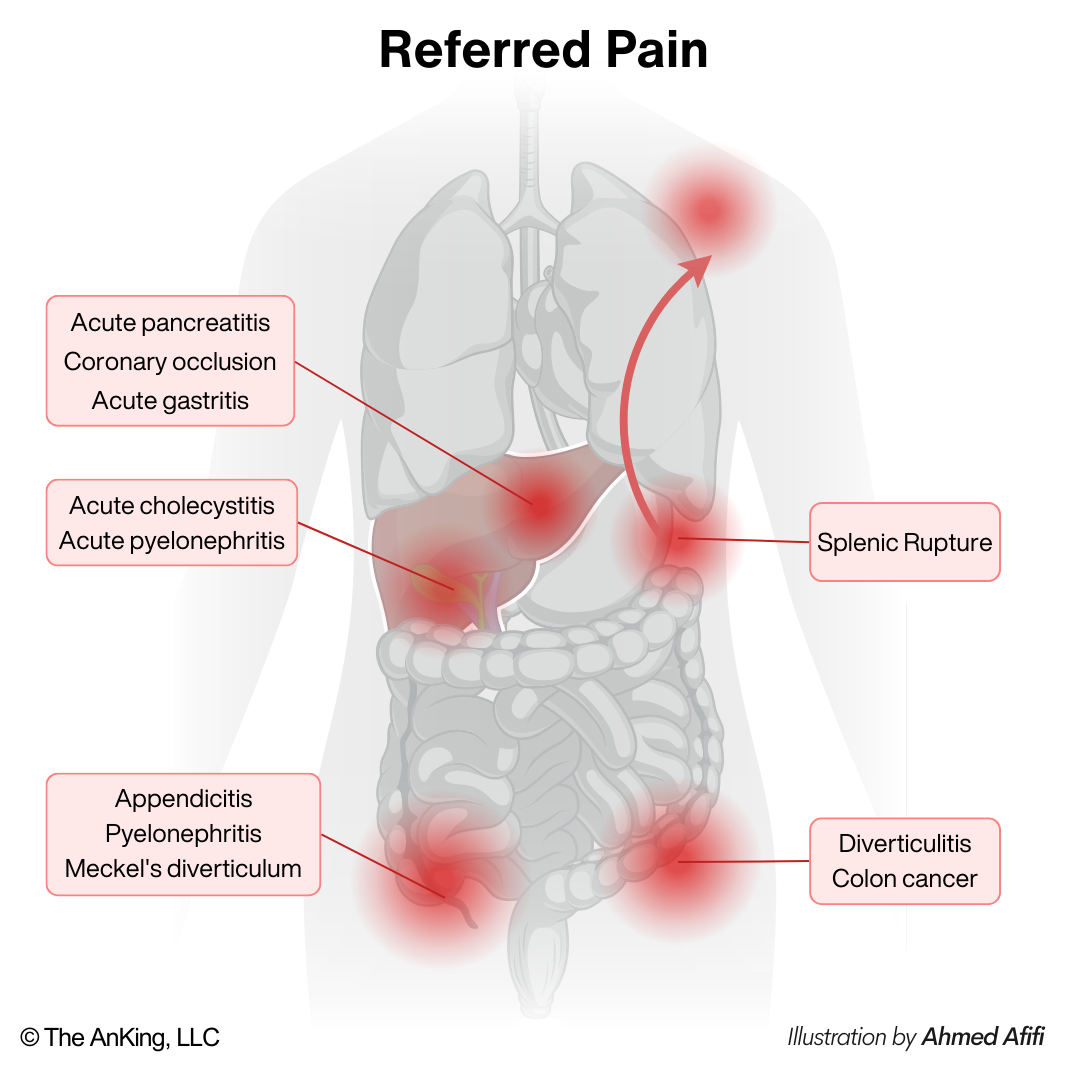 Referred Pain
Acute pancreatitis
Coronary occlusion
Acute gastritis
Acute cholecystitis
Acute pyelonephritis
Splenic Rupture
Appendicitis
Pyelonephritis
Meckel's diverticulum
Diverticulitis
Colon cancer
© The AnKing, LLC
Illustration by Ahmed Afifi